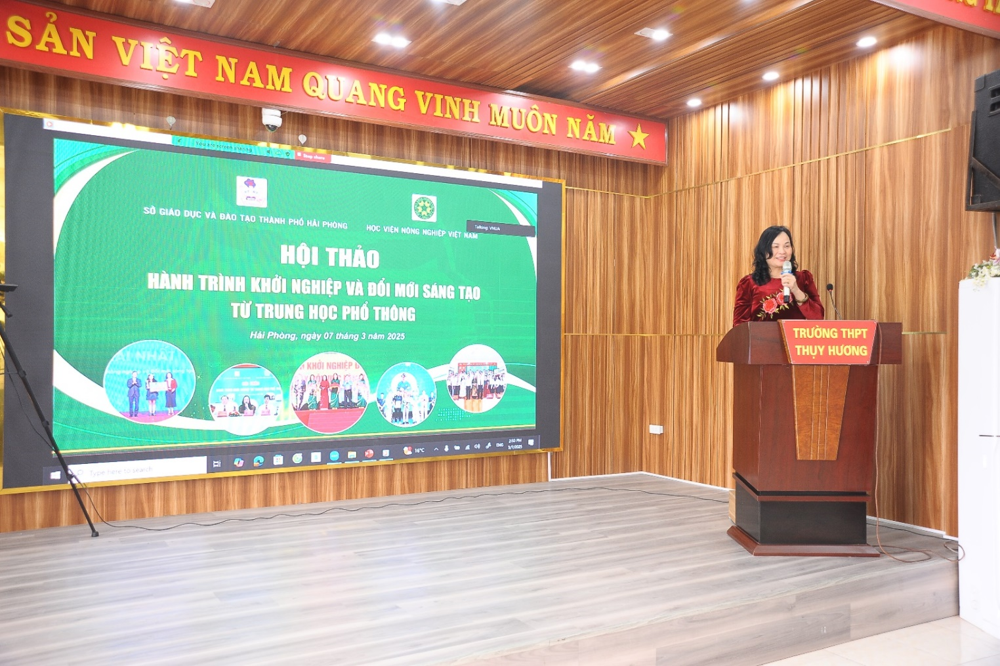 SẢN VIỆT NAM QUANG VINH MUÔN NĂM
You are screen sharing
Stop share
SỞ GIÁO DỤC VÀ ĐÀO TẠO THÀNH PHỐ HẢI PHÒNG
HỌC VIỆN NÔNG NGHIỆP VIỆT NAM
Talking: VNUA
HỘI THẢO
HÀNH TRÌNH KHỞI NGHIỆP VÀ ĐỔI MỚI SÁNG TẠO
TỪ TRUNG HỌC PHỔ THÔNG
Hải Phòng, ngày 07 tháng 3 năm 2025
KHỞI NGHIỆP
Type here to search
16°C
ENG
2:50 PM
3/7/2025
TRƯỜNG THPT
THỤY HƯƠNG